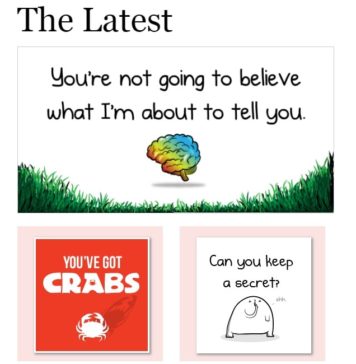 The Latest
You're not going to believe
what I'm about to tell you.
YOU'VE GOT
CRABS
Can you keep
a secret?
shh